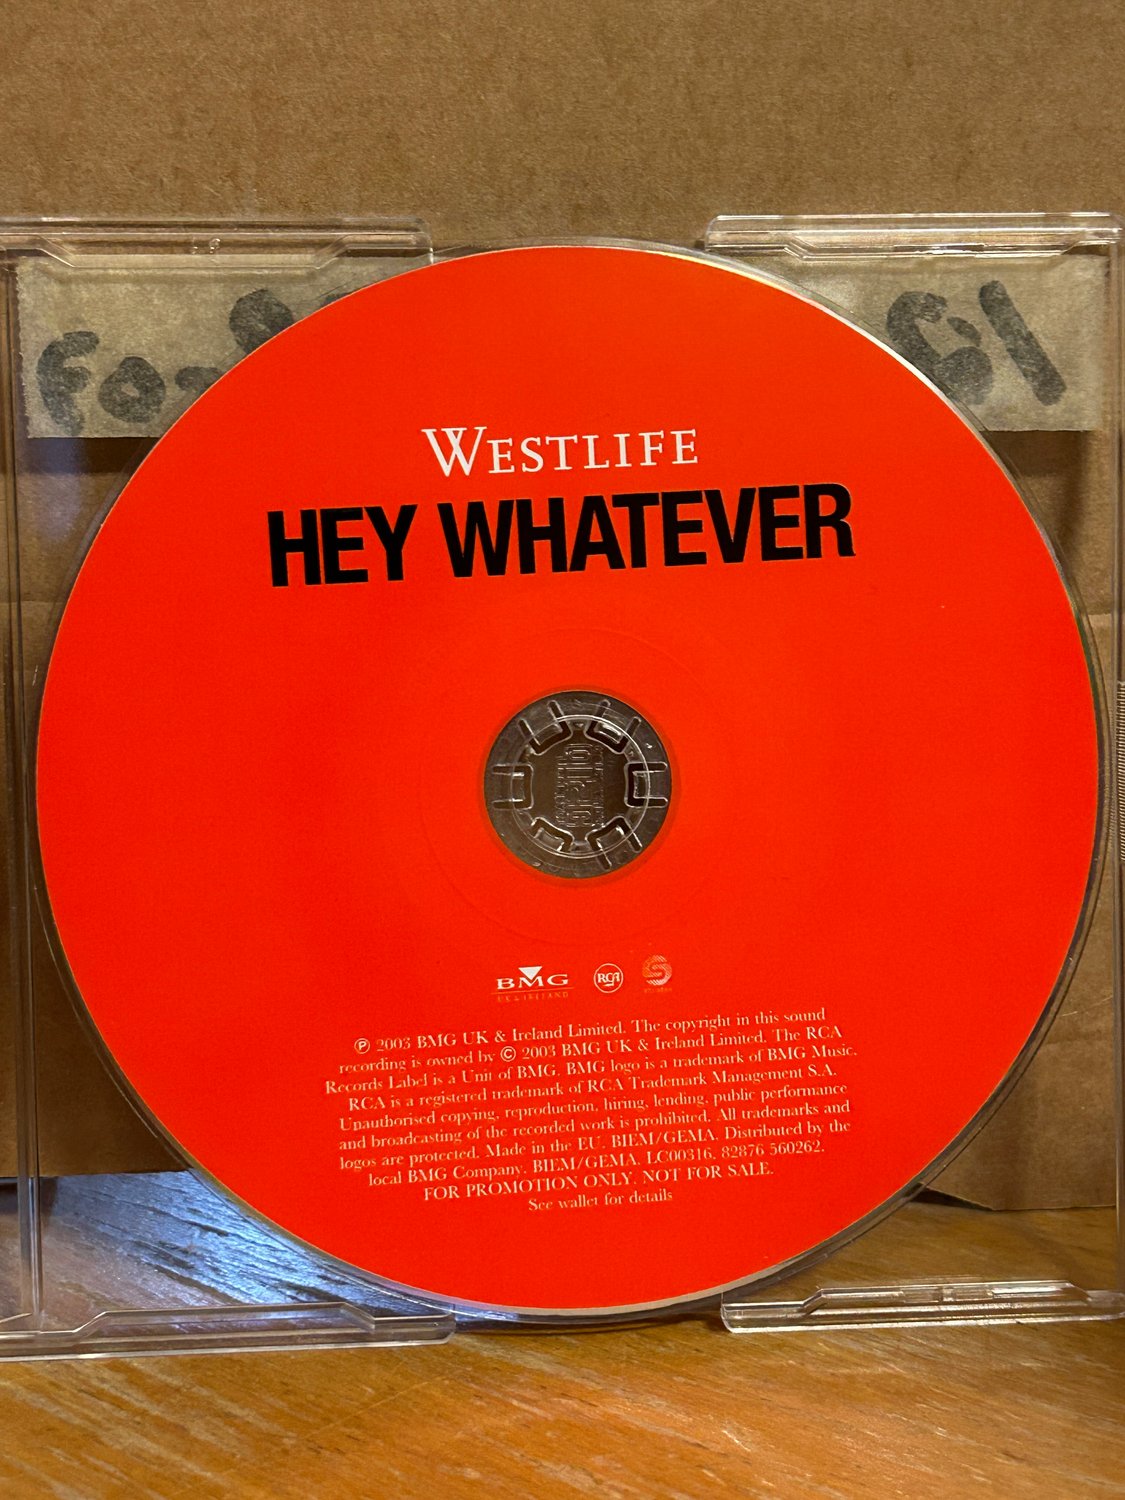 WESTLIFE
HEY WHATEVER
BMG
UK & IRELAND
RCA
℗ 2003 BMG UK & Ireland Limited. The copyright in this sound
recording is owned by © 2003 BMG UK & Ireland Limited. The RCA
Records Label is a Unit of BMG. BMG logo is a trademark of BMG Music.
RCA is a registered trademark of RCA Trademark Management S.A.
Unauthorised copying, reproduction, hiring, lending, public performance
and broadcasting of the recorded work is prohibited. All trademarks and
logos are protected. Made in the EU. BIEM/GEMA. Distributed by the
local BMG Company. BIEM/GEMA. LC00316. 82876 560262.
FOR PROMOTION ONLY. NOT FOR SALE.
See wallet for details